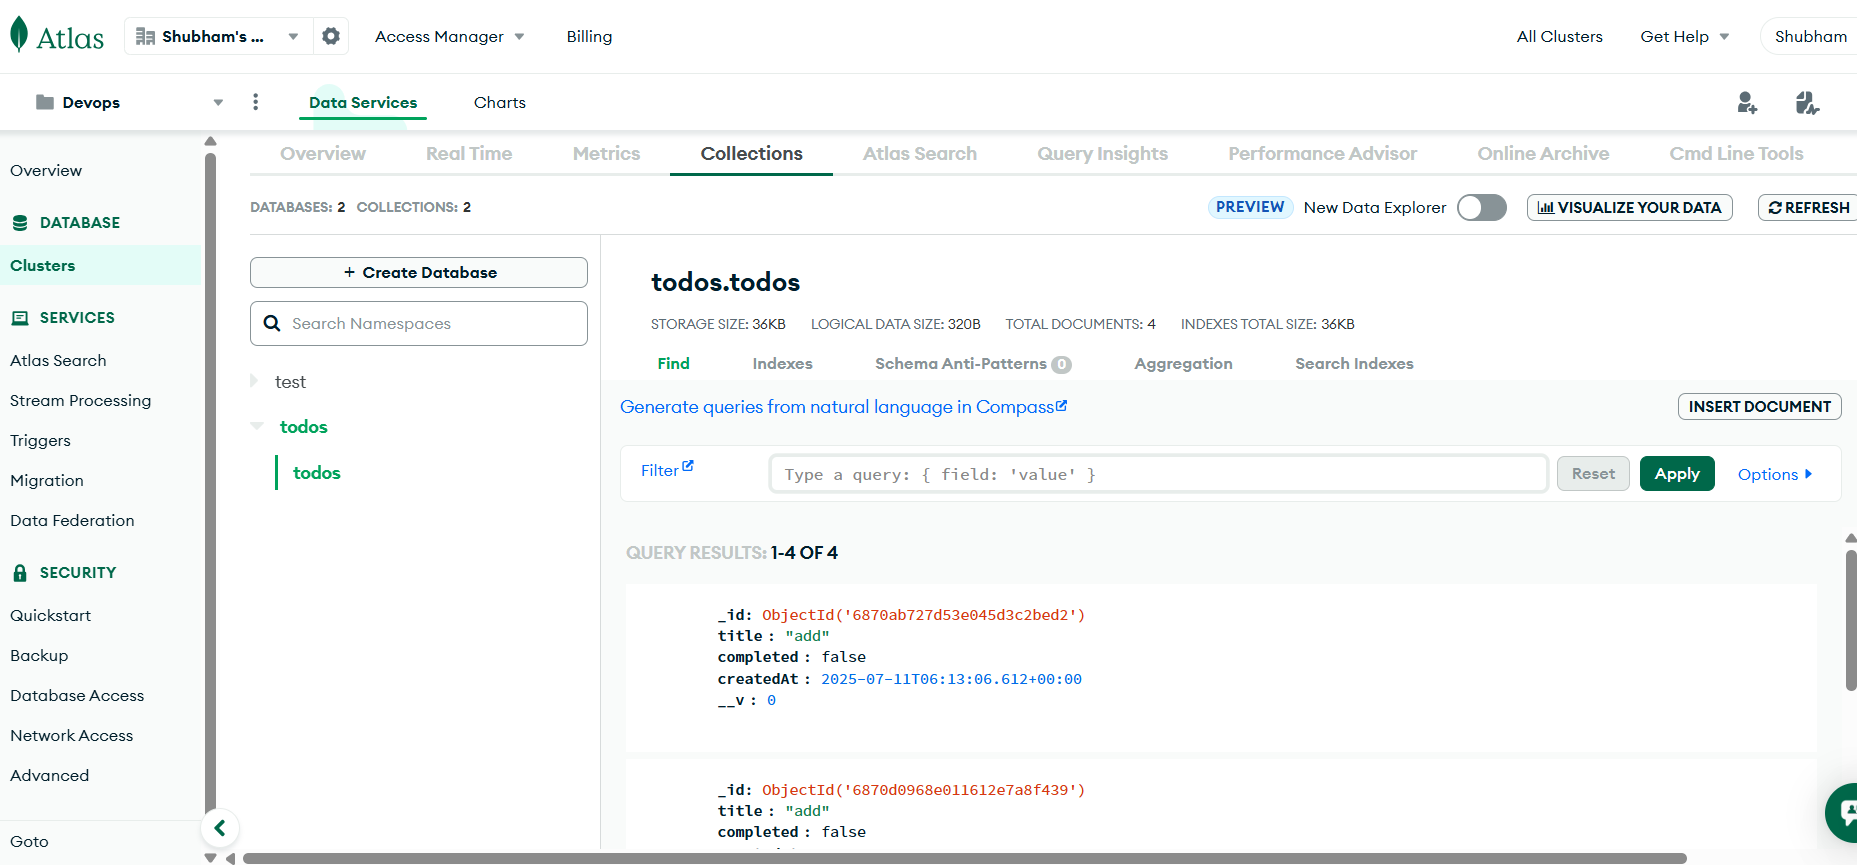 Atlas
Shubham's ...
Access Manager
Billing
All Clusters
Get Help
Shubham
Devops
Data Services
Charts
Overview
Real Time
Metrics
Collections
Atlas Search
Query Insights
Performance Advisor
Online Archive
Cmd Line Tools
Overview
DATABASE
Clusters
SERVICES
Atlas Search
Stream Processing
Triggers
Migration
Data Federation
SECURITY
Quickstart
Backup
Database Access
Network Access
Advanced
Goto
DATABASES: 2 COLLECTIONS: 2
PREVIEW New Data Explorer
VISUALIZE YOUR DATA
REFRESH
+ Create Database
Search Namespaces
test
todos
todos
todos.todos
STORAGE SIZE: 36KB LOGICAL DATA SIZE: 320B TOTAL DOCUMENTS: 4 INDEXES TOTAL SIZE: 36KB
Find
Indexes
Schema Anti-Patterns 0
Aggregation
Search Indexes
Generate queries from natural language in Compass
INSERT DOCUMENT
Filter
Type a query: { field: 'value' }
Reset
Apply
Options
QUERY RESULTS: 1-4 OF 4
_id: ObjectId('6870ab727d53e045d3c2bed2')
title : "add"
completed : false
createdAt : 2025-07-11T06:13:06.612+00:00
__v : 0
_id: ObjectId('6870d0968e011612e7a8f439')
title : "add"
completed : false